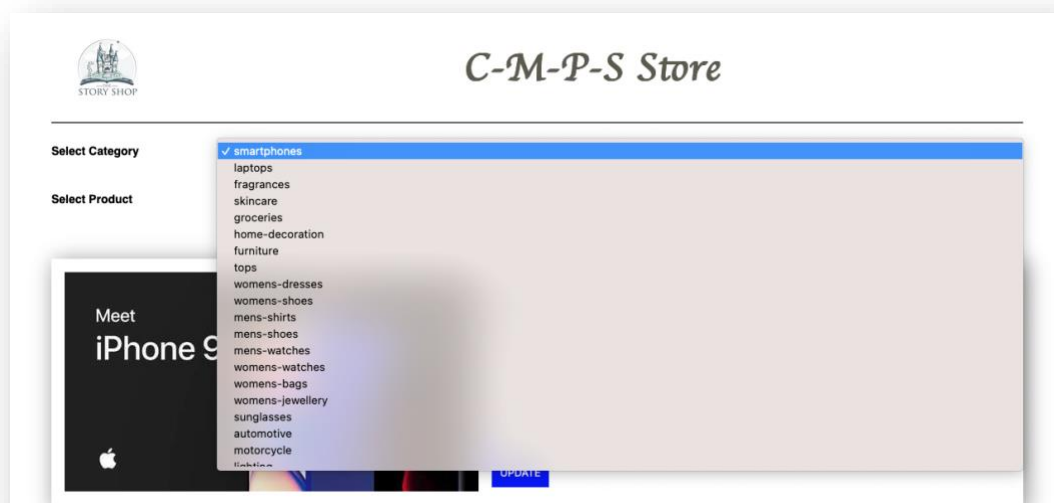 STORY SHOP
C-M-P-S Store
Select Category
✓ smartphones
laptops
fragrances
skincare
Select Product
groceries
home-decoration
furniture
tops
womens-dresses
womens-shoes
mens-shirts
mens-shoes
mens-watches
womens-watches
womens-bags
womens-jewellery
sunglasses
automotive
motorcycle
lighting
Meet
iPhone 9
UPDATE